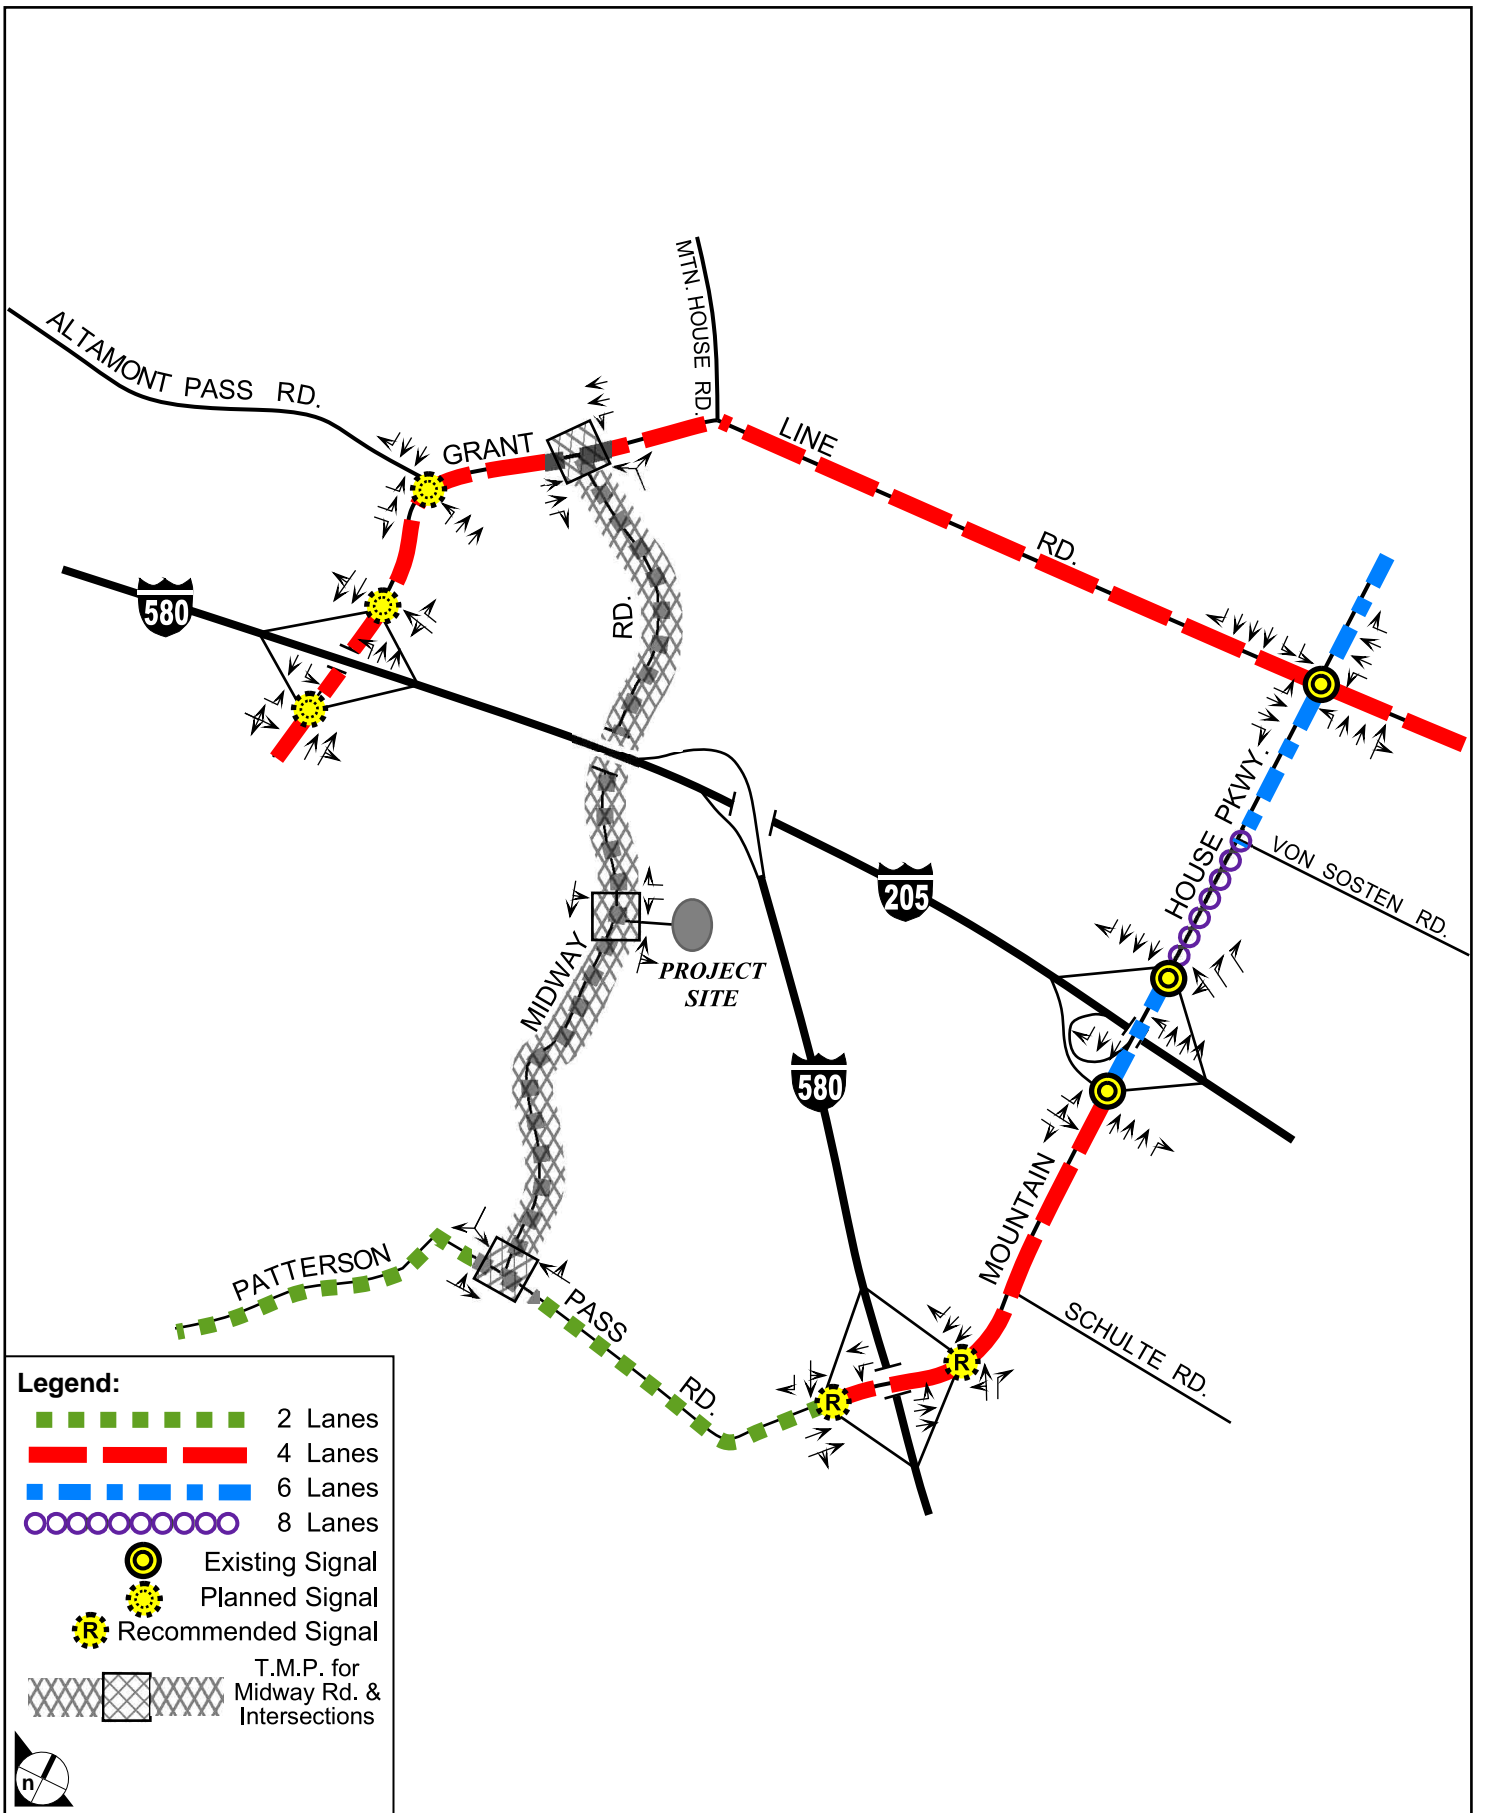 MTN. HOUSE RD.
ALTAMONT PASS RD.
GRANT
LINE
RD.
RD.
580
HOUSE PKWY.
VON SOSTEN RD.
205
PROJECT
SITE
MIDWAY
580
MOUNTAIN
PATTERSON
PASS
RD.
SCHULTE RD.
R
R
Legend:
2 Lanes
4 Lanes
6 Lanes
8 Lanes
Existing Signal
Planned Signal
R Recommended Signal
T.M.P. for
Midway Rd. &
Intersections
n